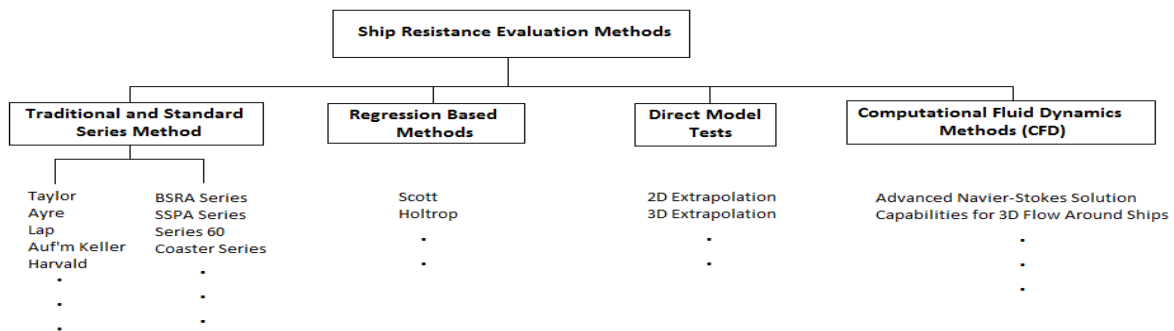 Ship Resistance Evaluation Methods
Traditional and Standard
Series Method
Regression Based
Methods
Direct Model
Tests
Computational Fluid Dynamics
Methods (CFD)
Taylor
Ayre
Lap
Auf'm Keller
Harvald
BSRA Series
SSPA Series
Series 60
Coaster Series
Scott
Holtrop
2D Extrapolation
3D Extrapolation
Advanced Navier-Stokes Solution
Capabilities for 3D Flow Around Ships